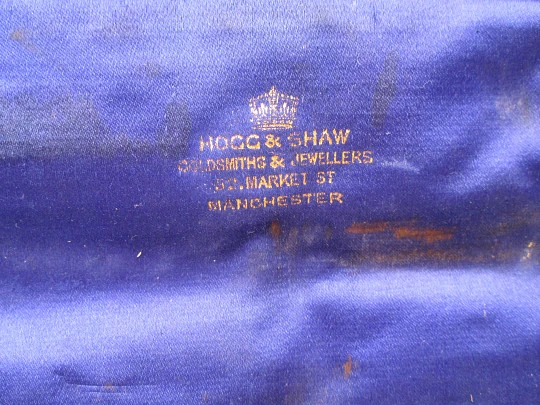 HOGG & SHAW
GOLDSMITHS & JEWELLERS
MARKET ST
MANCHESTER